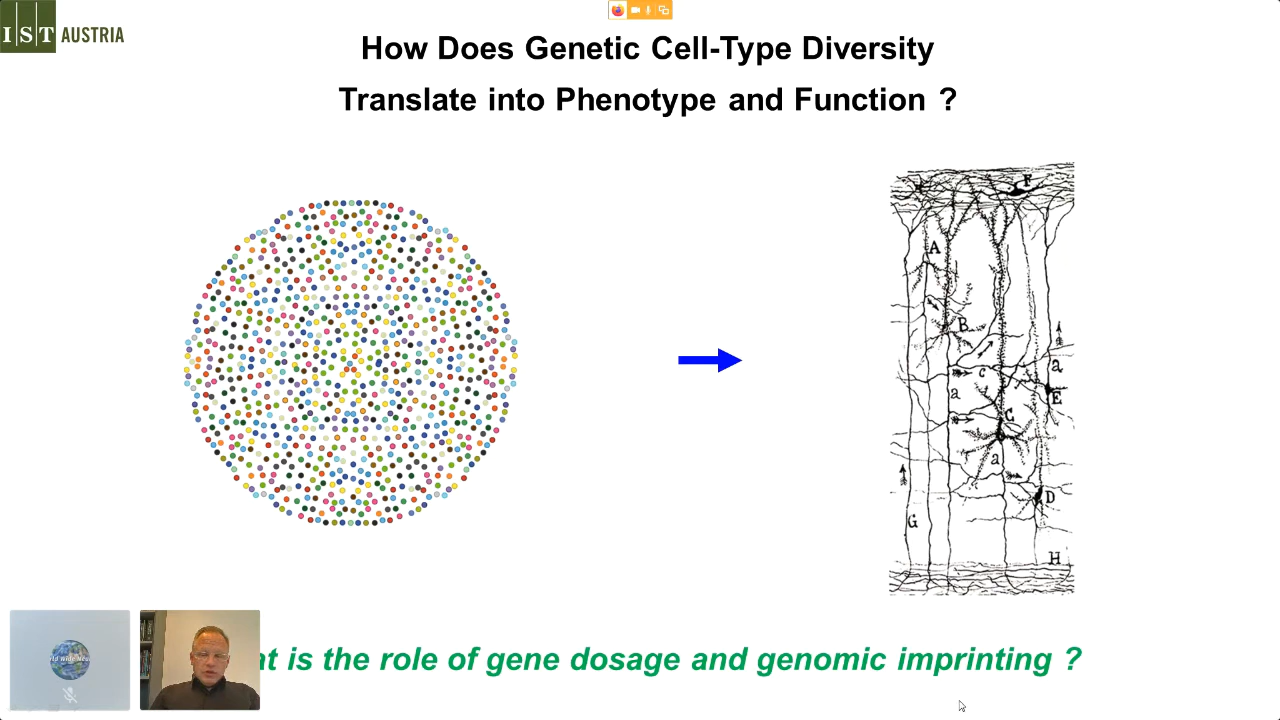 IST AUSTRIA
How Does Genetic Cell-Type Diversity
Translate into Phenotype and Function ?
F
A
B
c
a
a
E
C
a
D
G
H
at is the role of gene dosage and genomic imprinting ?